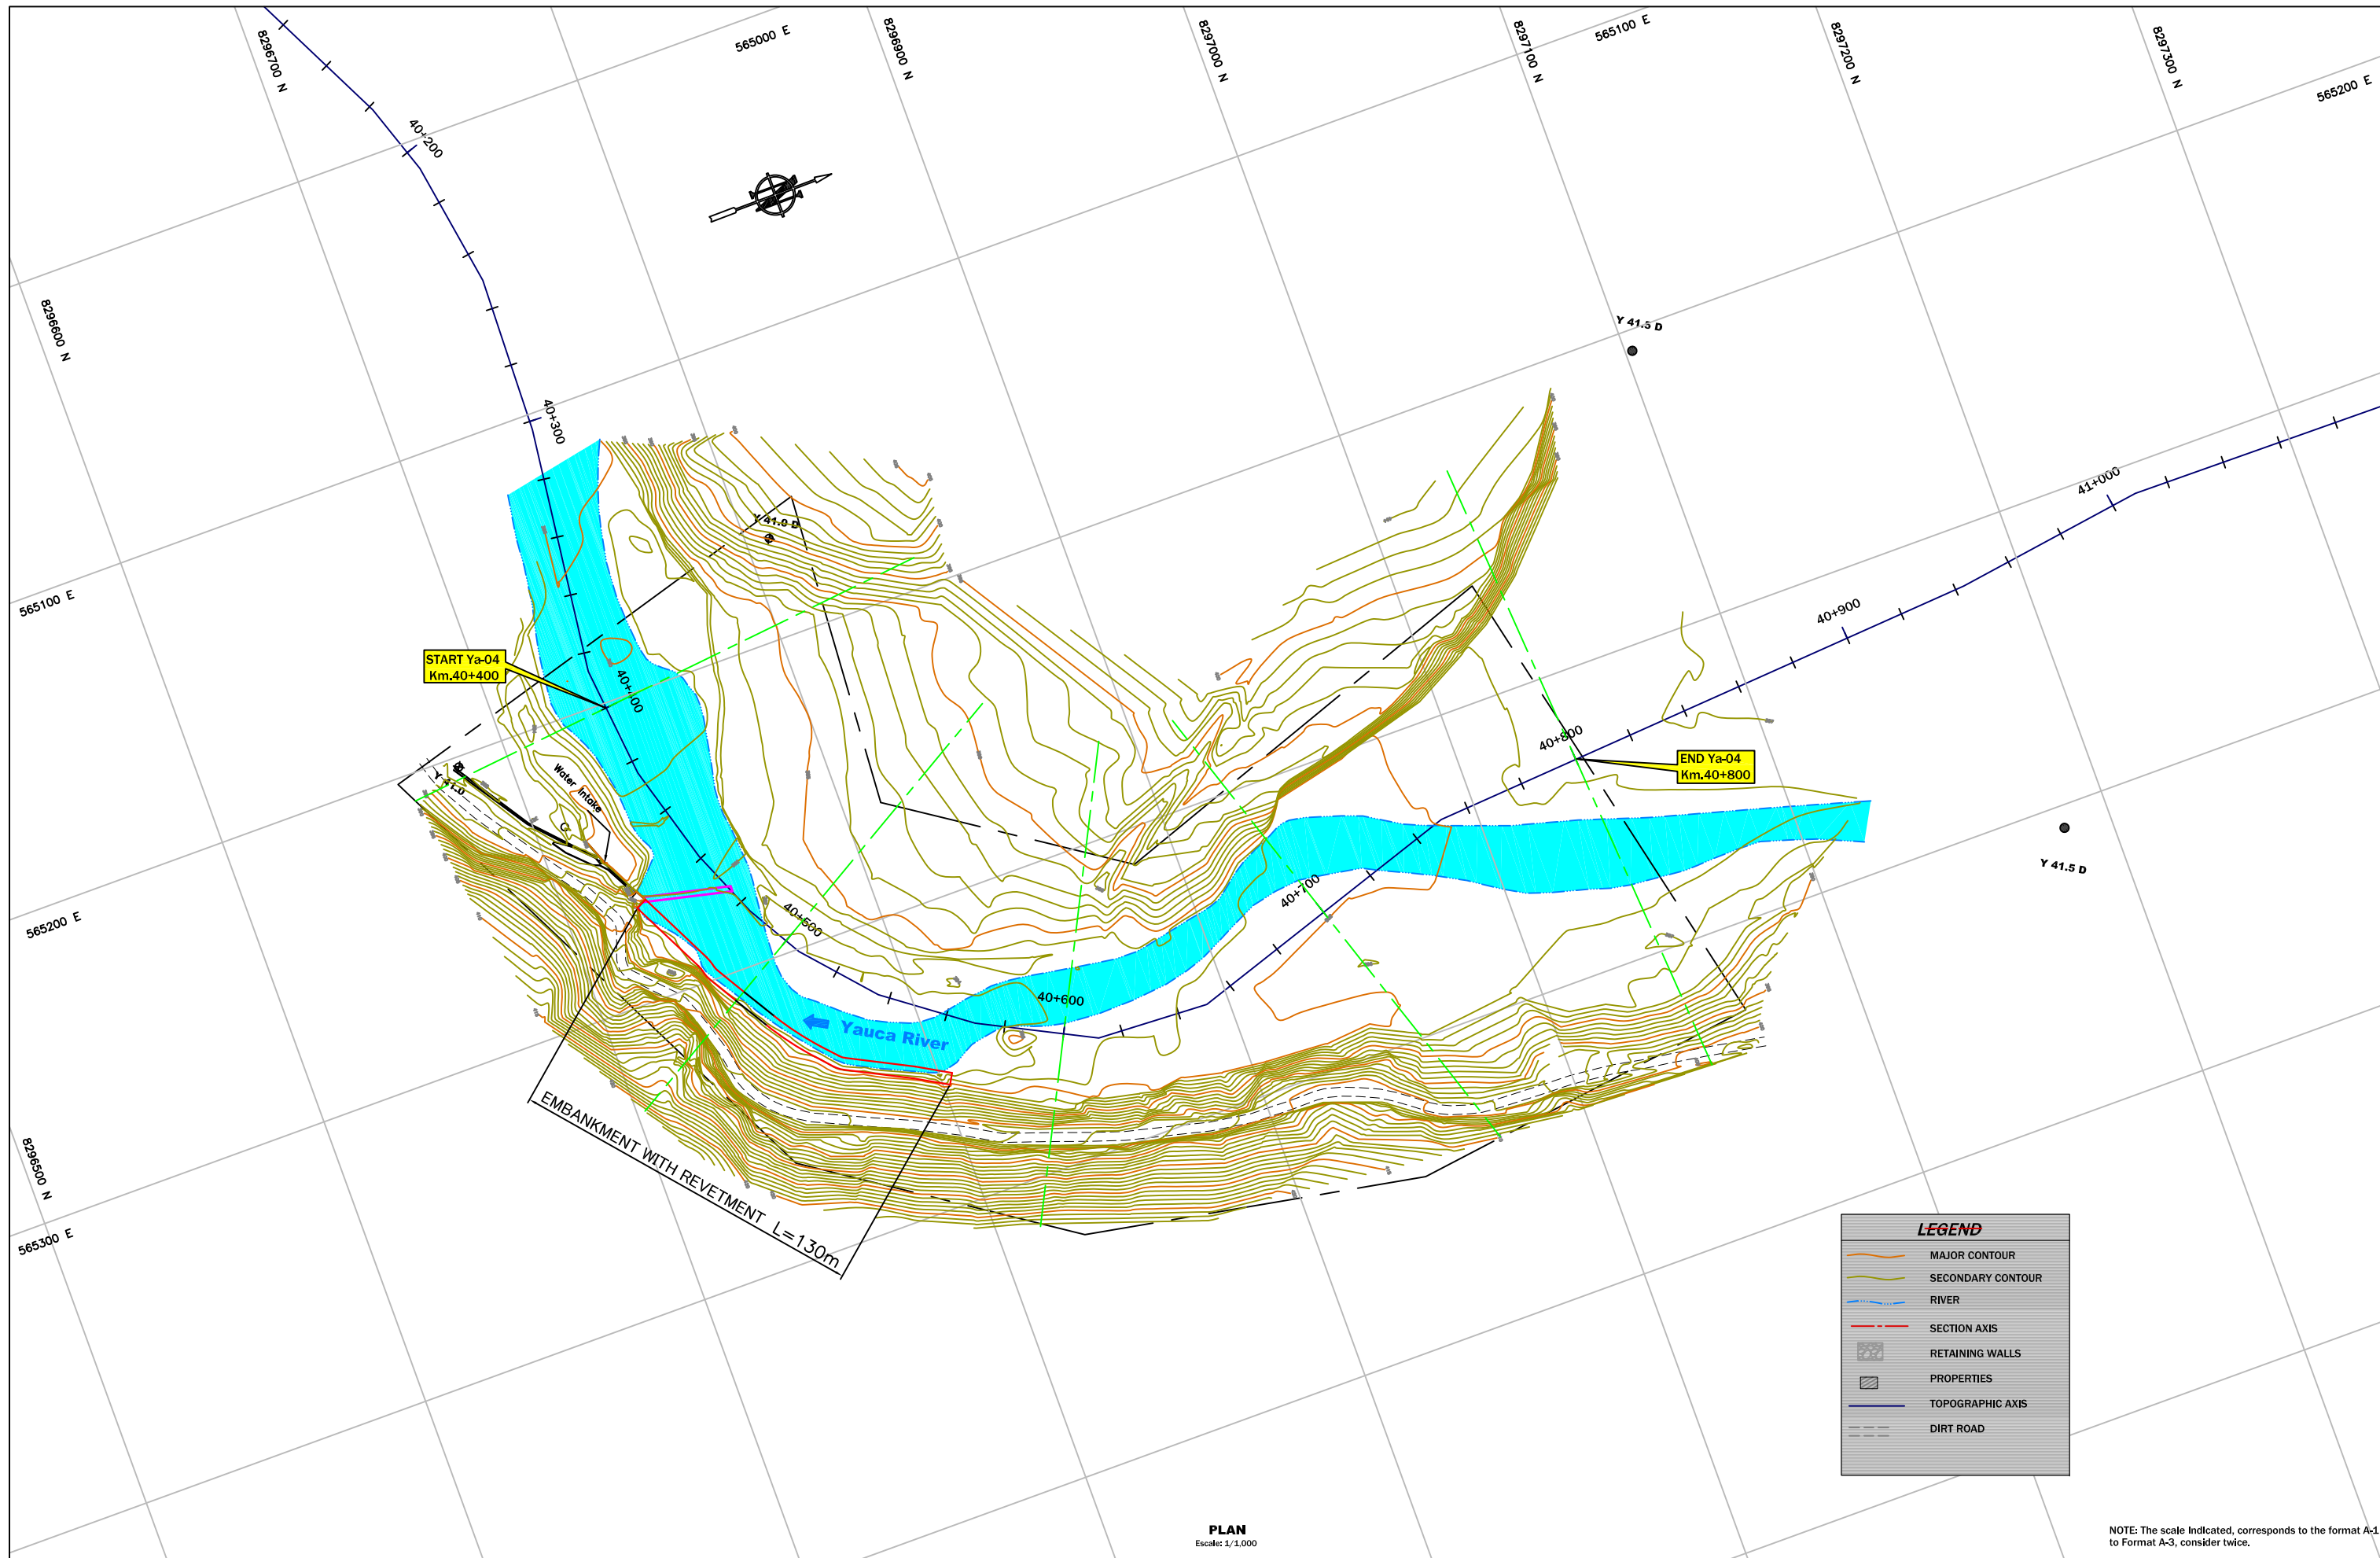 8296700 N
565000 E
8296900 N
8297000 N
565100 E
8297100 N
8297200 N
8297300 N
565200 E
40+200
8296600 N
Y 41.5 D
40+300
41+000
Y 41.0 D
565100 E
40+900
START Ya-04
Km.40+400
40+400
40+800
END Ya-04
Km.40+800
Y 41.0
Water Intake
C
40+700
Y 41.5 D
565200 E
40+500
40+600
Yauca River
EMBANKMENT WITH REVETMENT L=130m
8296500 N
565300 E
LEGEND
MAJOR CONTOUR
SECONDARY CONTOUR
RIVER
SECTION AXIS
RETAINING WALLS
PROPERTIES
TOPOGRAPHIC AXIS
DIRT ROAD
PLAN
Escale: 1/1,000
NOTE: The scale Indicated, corresponds to the format A-1
to Format A-3, consider twice.